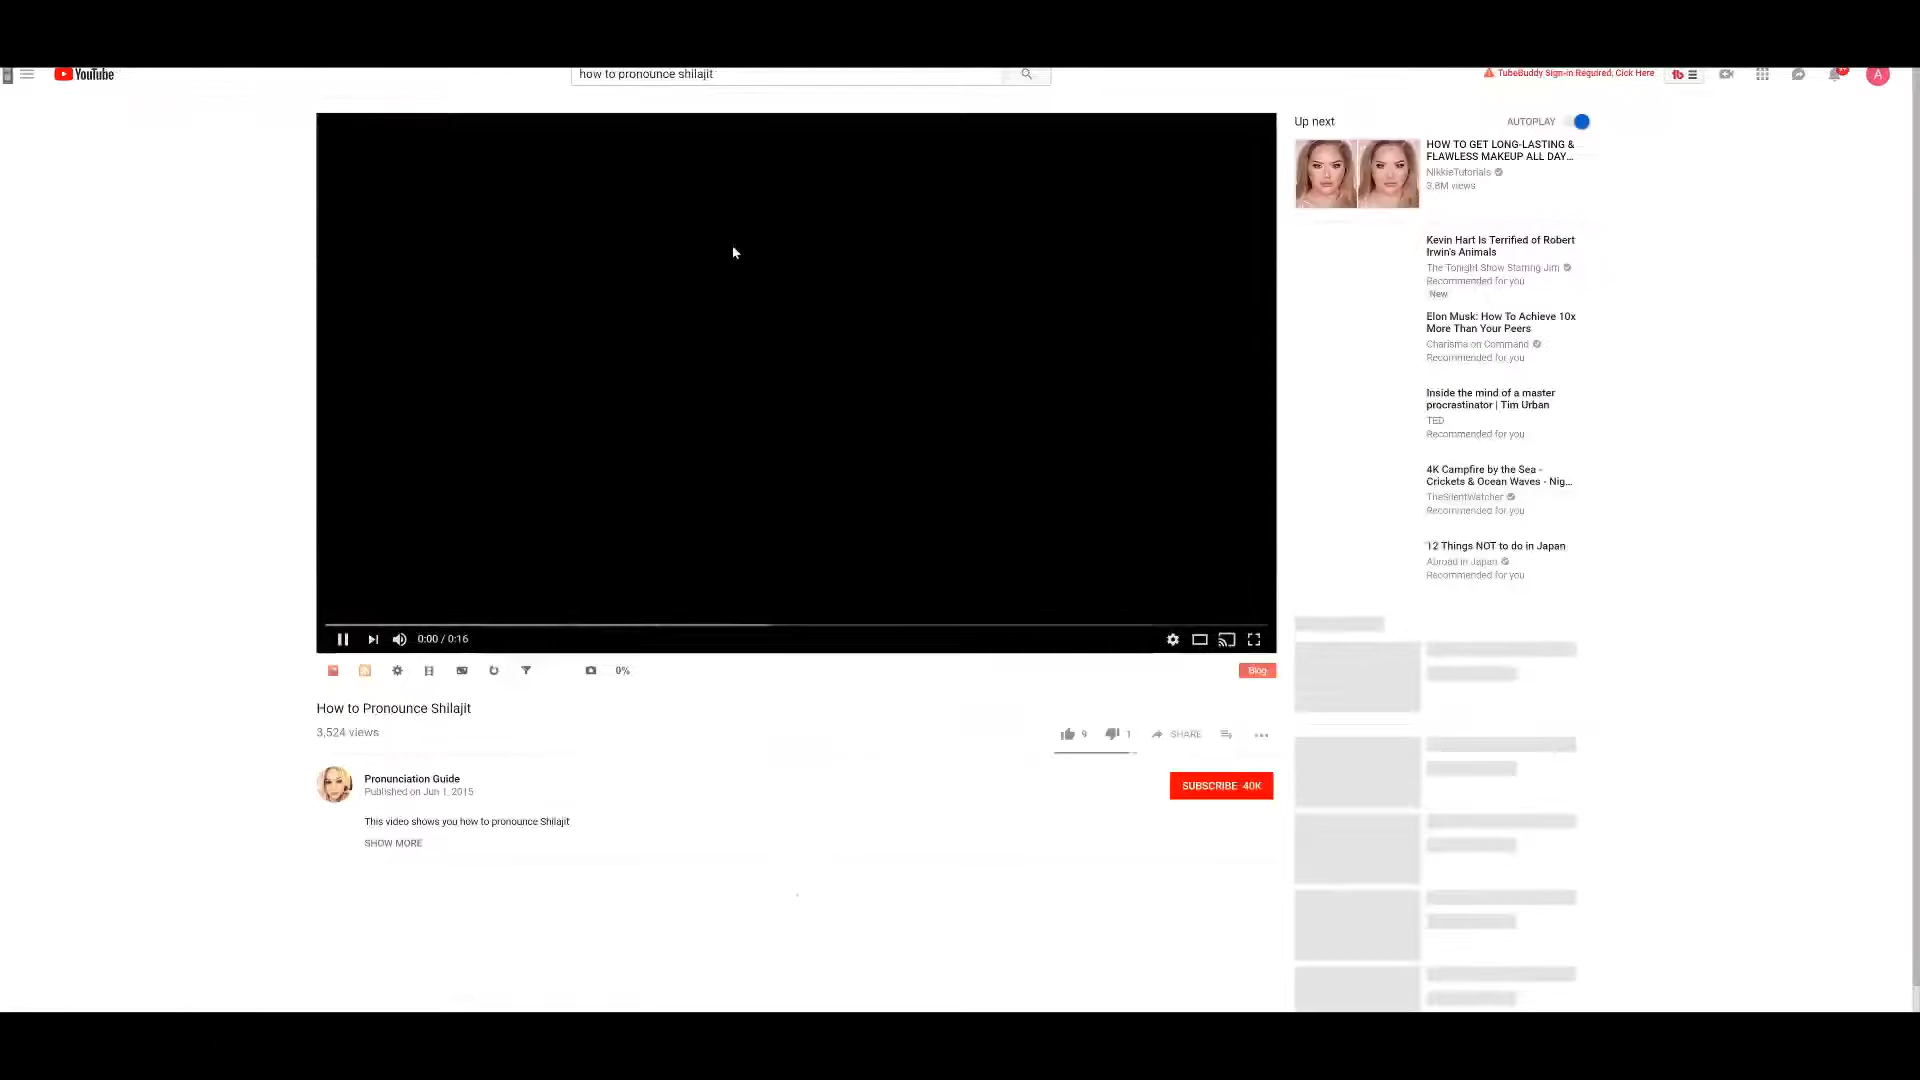 YouTube
how to pronounce shilajit
TubeBuddy Sign-in Required, Click Here
tb
A
Up next
AUTOPLAY
HOW TO GET LONG-LASTING &
FLAWLESS MAKEUP ALL DAY...
NikkieTutorials
3.8M views
Kevin Hart Is Terrified of Robert
Irwin's Animals
The Tonight Show Starring Jim
Recommended for you
New
Elon Musk: How To Achieve 10x
More Than Your Peers
Charisma on Command
Recommended for you
Inside the mind of a master
procrastinator | Tim Urban
TED
Recommended for you
4K Campfire by the Sea -
Crickets & Ocean Waves - Nig...
TheSilentWatcher
Recommended for you
12 Things NOT to do in Japan
Abroad in Japan
Recommended for you
0:00 / 0:16
0%
Blog
How to Pronounce Shilajit
3,524 views
9
1
SHARE
Pronunciation Guide
Published on Jun 1, 2015
SUBSCRIBE 40K
This video shows you how to pronounce Shilajit
SHOW MORE